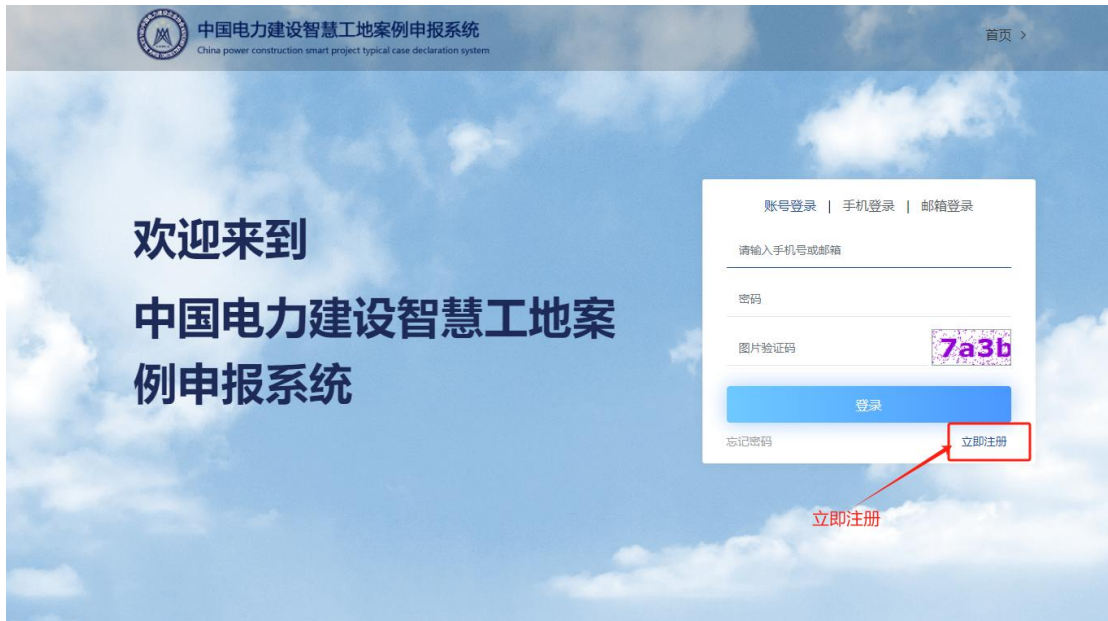 中国电力建设智慧工地案例申报系统
China power construction smart project typical case declaration system
首页 >
欢迎来到
中国电力建设智慧工地案
例申报系统
账号登录 | 手机登录 | 邮箱登录
请输入手机号或邮箱
密码
图片验证码 7a3b
登录
忘记密码 立即注册
立即注册